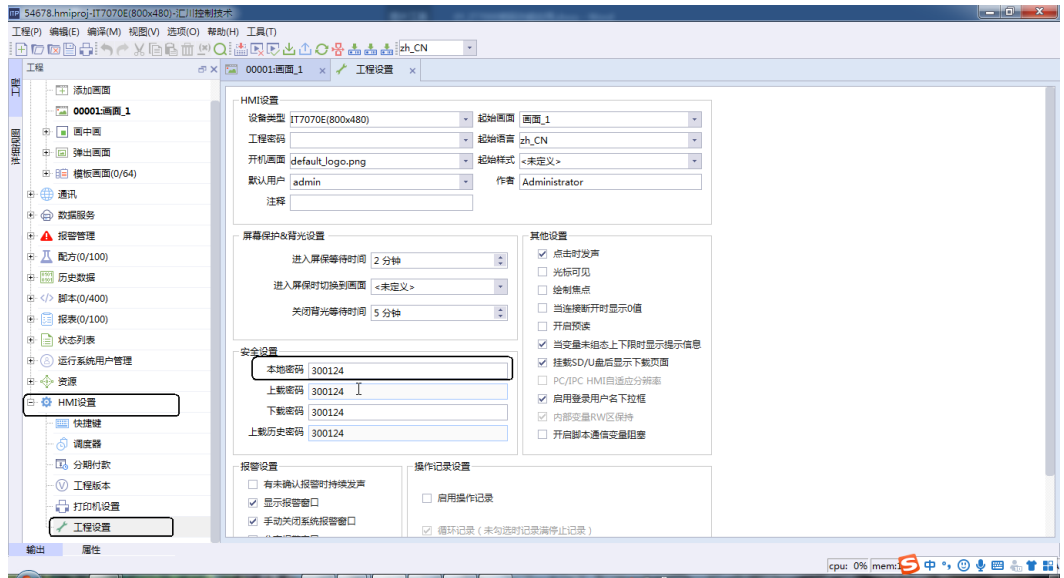 54678.hmiproj-IT7070E(800x480)-汇川控制技术
工程(P) 编辑(E) 编译(M) 视图(V) 选项(O) 帮助(H) 工具(T)
zh_CN
工程
00001:画面_1
工程设置
工程
详细视图
添加画面
00001:画面_1
画中画
弹出画面
模板画面(0/64)
通讯
数据服务
报警管理
配方(0/100)
历史数据
脚本(0/400)
报表(0/100)
状态列表
运行系统用户管理
资源
HMI设置
快捷键
调度器
分期付款
工程版本
打印机设置
工程设置
HMI设置
设备类型 IT7070E(800x480) 起始画面 画面_1
工程密码 起始语言 zh_CN
开机画面 default_logo.png 起始样式 <未定义>
默认用户 admin 作者 Administrator
注释
屏幕保护&背光设置
进入屏保等待时间 2 分钟
进入屏保时切换到画面 <未定义>
关闭背光等待时间 5 分钟
其他设置
点击时发声
光标可见
绘制焦点
当连接断开时显示0值
开启预读
当变量未组态上下限时显示提示信息
挂载SD/U盘后显示下载页面
PC/IPC HMI自适应分辨率
启用登录用户名下拉框
内部变量RW区保持
开启脚本通信变量阻塞
安全设置
本地密码 300124
上载密码 300124
下载密码 300124
上载历史密码 300124
报警设置
有未确认报警时持续发声
显示报警窗口
手动关闭系统报警窗口
操作记录设置
启用操作记录
循环记录（未勾选时记录满停止记录）
输出 属性
cpu: 0% mem:
中